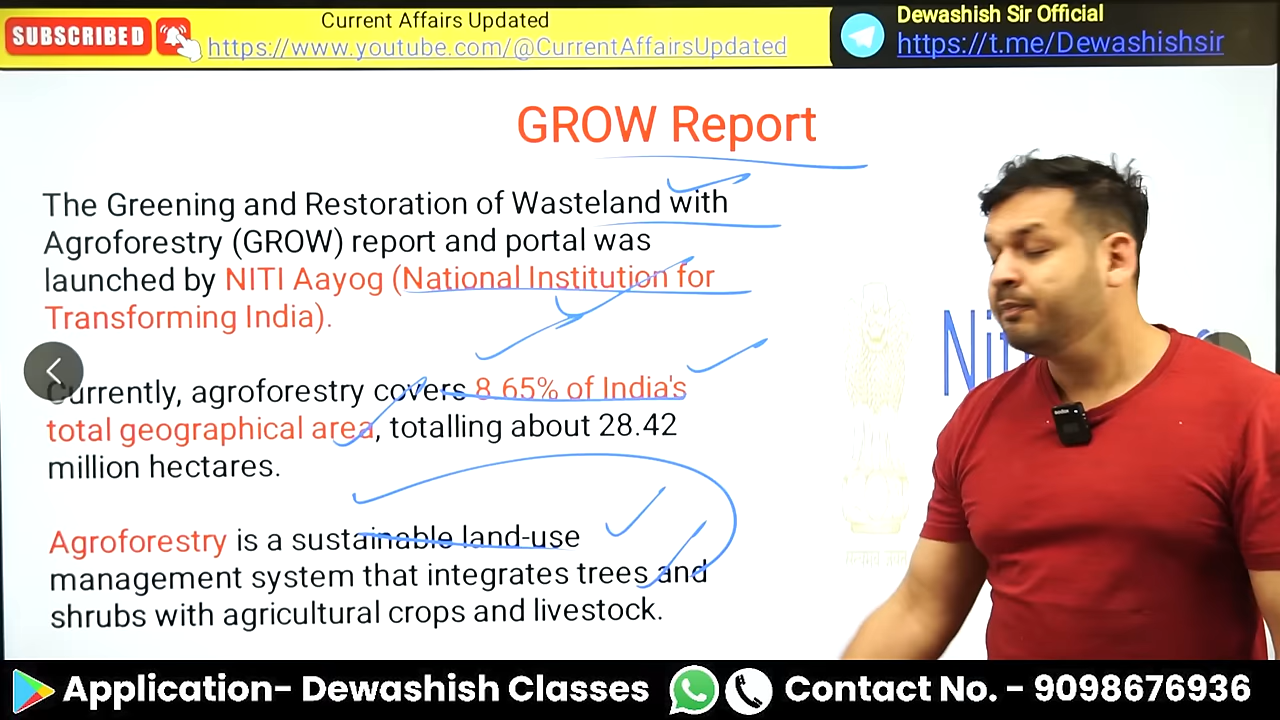 SUBSCRIBED
Current Affairs Updated
https://www.youtube.com/@CurrentAffairsUpdated
Dewashish Sir Official
https://t.me/Dewashishsir
GROW Report
The Greening and Restoration of Wasteland with
Agroforestry (GROW) report and portal was
launched by NITI Aayog (National Institution for
Transforming India).
Currently, agroforestry covers 8.65% of India's
total geographical area, totalling about 28.42
million hectares.
Agroforestry is a sustainable land-use
management system that integrates trees and
shrubs with agricultural crops and livestock.
Application- Dewashish Classes
Contact No. - 9098676936